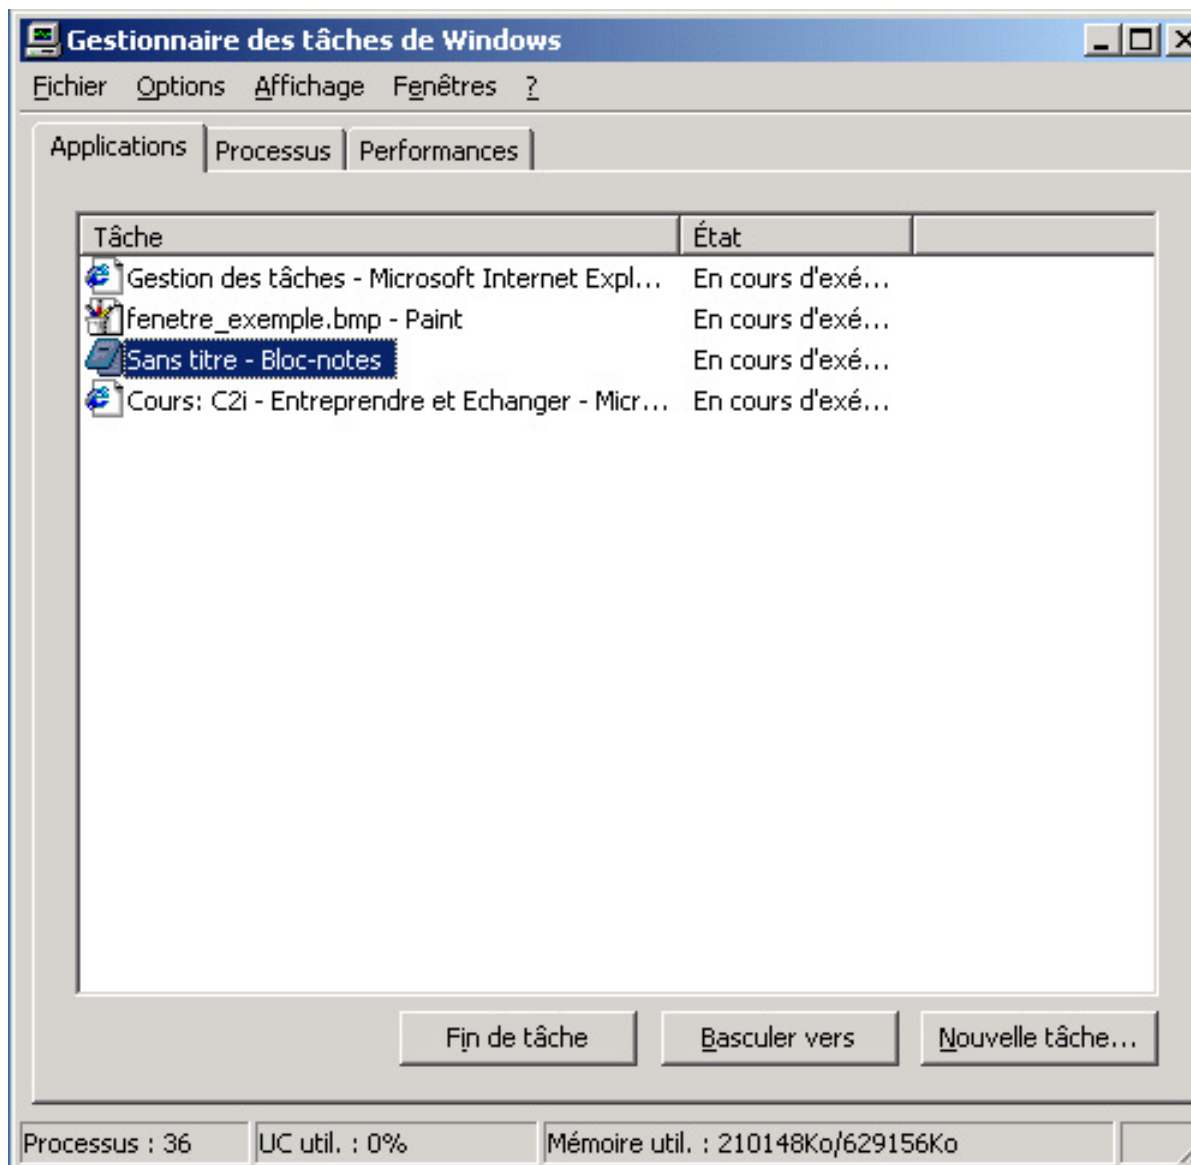 Gestionnaire des tâches de Windows
Fichier Options Affichage Fenêtres ?
Applications Processus Performances
Tâche État
Gestion des tâches - Microsoft Internet Expl... En cours d'exé...
fenetre_exemple.bmp - Paint En cours d'exé...
Sans titre - Bloc-notes En cours d'exé...
Cours: C2i - Entreprendre et Echanger - Micr... En cours d'exé...
Fin de tâche Basculer vers Nouvelle tâche...
Processus : 36 UC util. : 0% Mémoire util. : 210148Ko/629156Ko